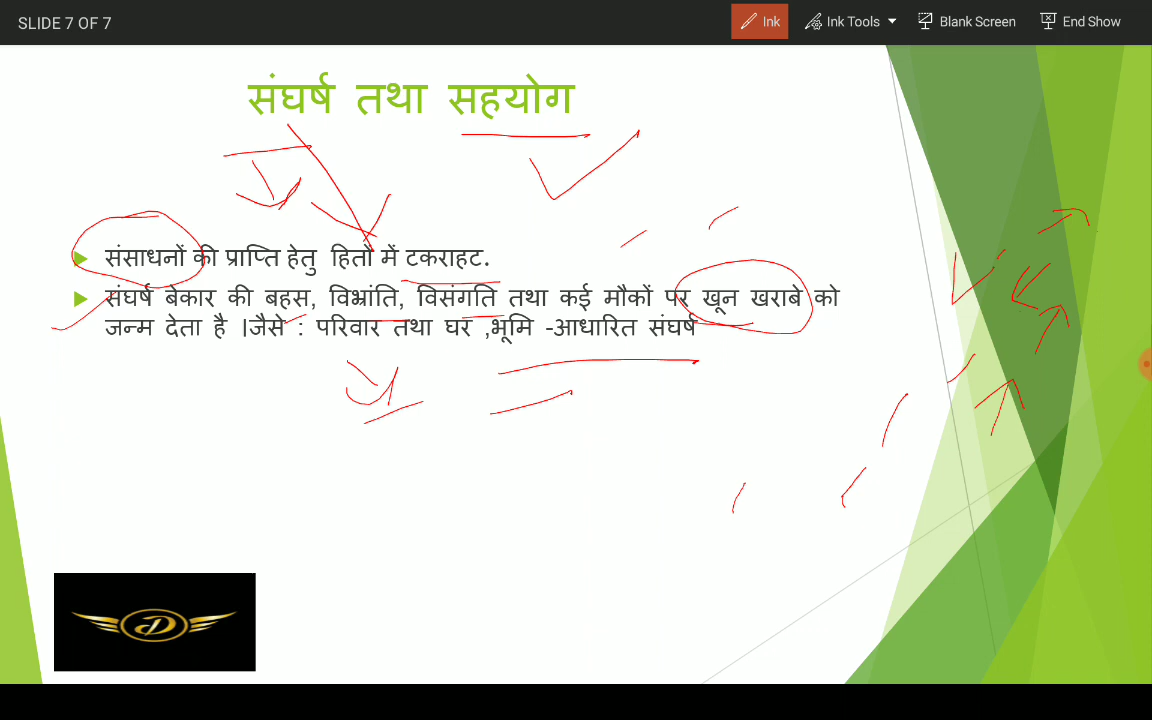 SLIDE 7 OF 7
Ink Ink Tools Blank Screen End Show
संघर्ष तथा सहयोग
संसाधनों की प्राप्ति हेतु हितों में टकराहट.
संघर्ष बेकार की बहस, विभ्रांति, विसंगति तथा कई मौकों पर खून खराबे को
जन्म देता है |जैसे : परिवार तथा घर ,भूमि -आधारित संघर्ष
D